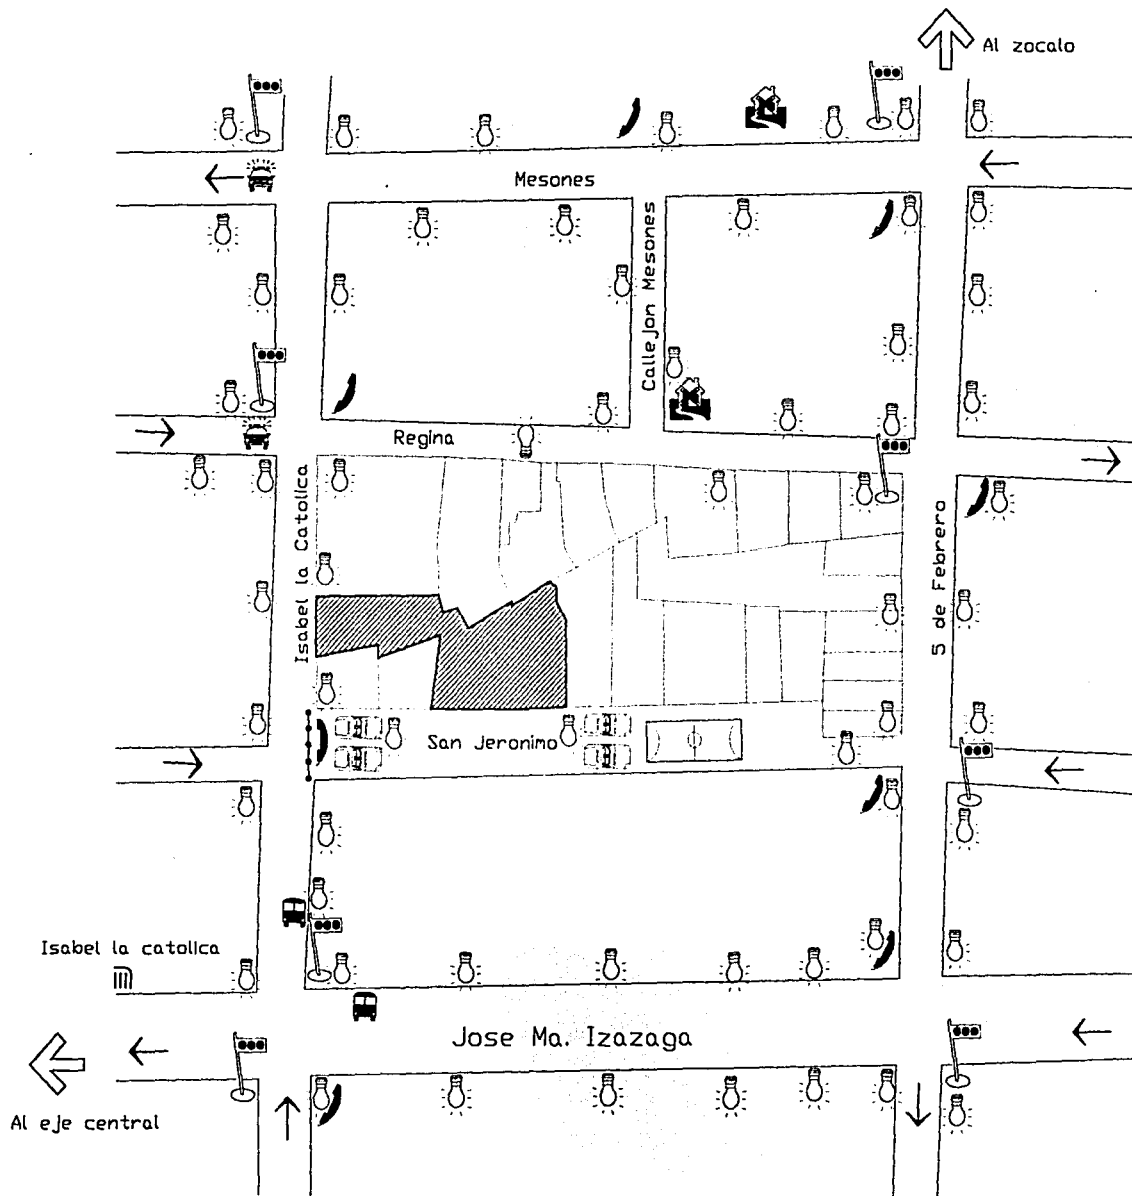 Al zocalo
Mesones
Callejon Mesones
Regina
Isabel la Catolica
5 de Febrero
San Jeronimo
Isabel la catolica
Jose Ma. Izazaga
Al eje central